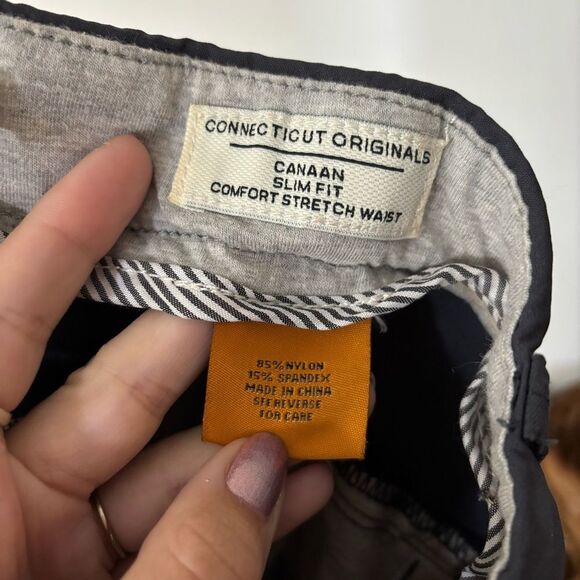 CONNECTICUT ORIGINALS
CANAAN
SLIM FIT
COMFORT STRETCH WAIST
85% NYLON
15% SPANDEX
MADE IN CHINA
SEE REVERSE
FOR CARE